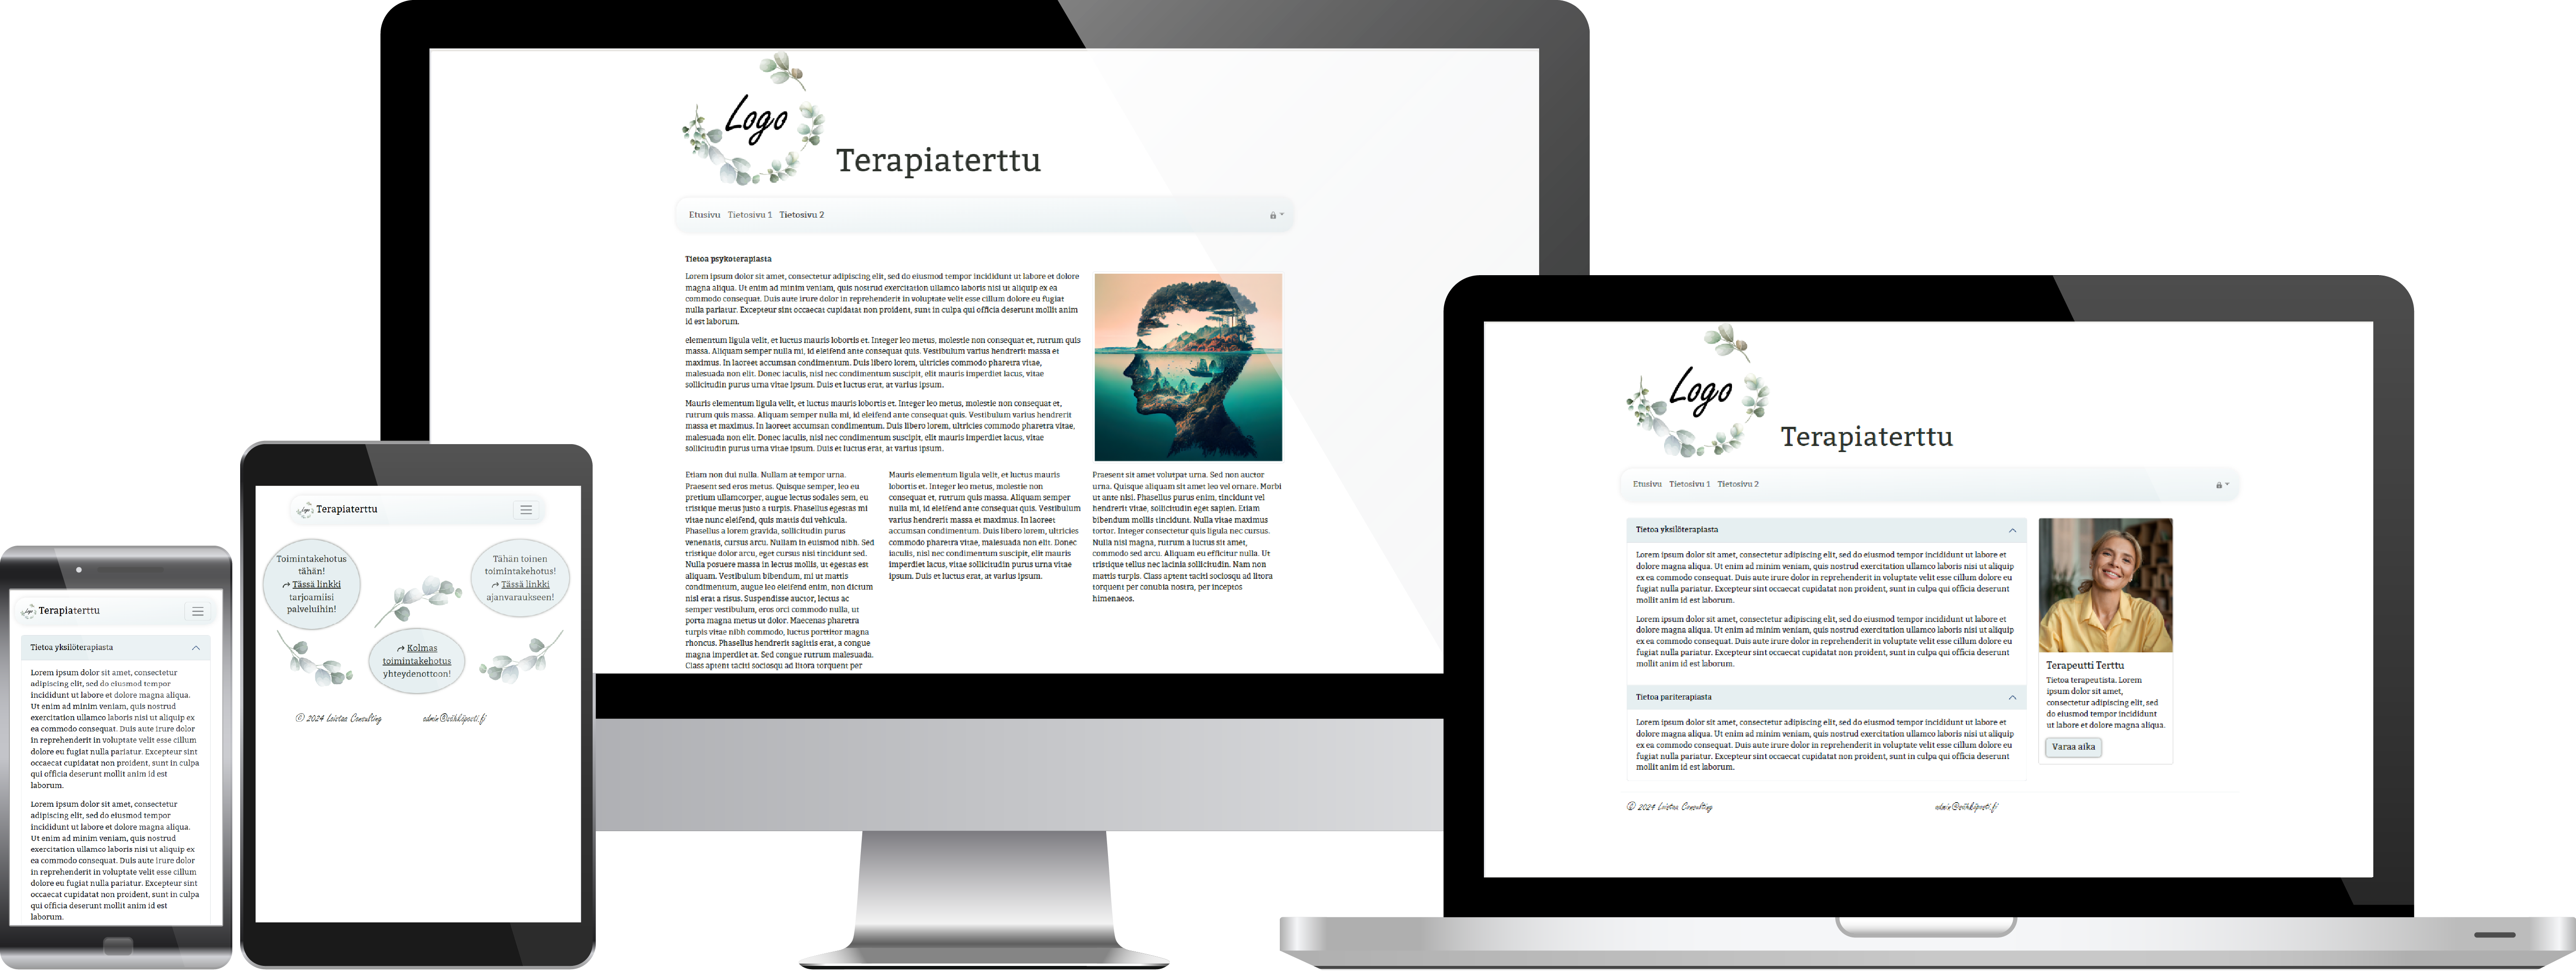 Logo
Terapiaterttu
Etusivu Tietosivu 1 Tietosivu 2
Tietoa psykoterapiasta
Lorem ipsum dolor sit amet, consectetur adipiscing elit, sed do eiusmod tempor incididunt ut labore et dolore
magna aliqua. Ut enim ad minim veniam, quis nostrud exercitation ullamco laboris nisi ut aliquip ex ea
commodo consequat. Duis aute irure dolor in reprehenderit in voluptate velit esse cillum dolore eu fugiat
nulla pariatur. Excepteur sint occaecat cupidatat non proident, sunt in culpa qui officia deserunt mollit anim
id est laborum.
elementum ligula velit, et luctus mauris lobortis et. Integer leo metus, molestie non consequat et, rutrum quis
massa. Aliquam semper nulla mi, id eleifend ante consequat quis. Vestibulum varius hendrerit massa et
maximus. In laoreet accumsan condimentum. Duis libero lorem, ultricies commodo pharetra vitae,
malesuada non elit. Donec iaculis, nisl nec condimentum suscipit, elit mauris imperdiet lacus, vitae
sollicitudin purus urna vitae ipsum. Duis et luctus erat, at varius ipsum.
Mauris elementum ligula velit, et luctus mauris lobortis et. Integer leo metus, molestie non consequat et,
rutrum quis massa. Aliquam semper nulla mi, id eleifend ante consequat quis. Vestibulum varius hendrerit
massa et maximus. In laoreet accumsan condimentum. Duis libero lorem, ultricies commodo pharetra vitae,
malesuada non elit. Donec iaculis, nisl nec condimentum suscipit, elit mauris imperdiet lacus, vitae
sollicitudin purus urna vitae ipsum. Duis et luctus erat, at varius ipsum.
Etiam non dui nulla. Nullam at tempor urna.
Praesent sed eros metus. Quisque semper, leo eu
pretium ullamcorper, augue lectus sodales sem, eu
tristique metus justo a turpis. Phasellus egestas mi
vitae nunc eleifend, quis mattis dui vehicula.
Phasellus a lorem gravida, sollicitudin purus
venenatis, cursus arcu. Nullam in euismod nibh. Sed
tristique dolor arcu, eget cursus nisi tincidunt sed.
Nulla posuere massa in lectus mollis, ut egestas est
aliquam. Vestibulum bibendum, mi ut mattis
condimentum, augue leo eleifend enim, non dictum
nisl erat a risus. Suspendisse auctor, lectus ac
semper vestibulum, eros orci commodo nulla, ut
porta magna metus ut dolor. Maecenas pharetra
turpis vitae nibh commodo, luctus porttitor magna
rhoncus. Phasellus hendrerit sagittis erat, a congue
magna imperdiet at. Sed congue rutrum malesuada.
Class aptent taciti sociosqu ad litora torquent per
Mauris elementum ligula velit, et luctus mauris
lobortis et. Integer leo metus, molestie non
consequat et, rutrum quis massa. Aliquam semper
nulla mi, id eleifend ante consequat quis. Vestibulum
varius hendrerit massa et maximus. In laoreet
accumsan condimentum. Duis libero lorem, ultricies
commodo pharetra vitae, malesuada non elit. Donec
iaculis, nisl nec condimentum suscipit, elit mauris
imperdiet lacus, vitae sollicitudin purus urna vitae
ipsum. Duis et luctus erat, at varius ipsum.
Praesent sit amet volutpat urna. Sed non auctor
urna. Quisque aliquam sit amet leo vel ornare. Morbi
ut ante nisi. Phasellus purus enim, tincidunt vel
hendrerit vitae, sollicitudin eget sapien. Etiam
bibendum mollis tincidunt. Nulla vitae maximus
tortor. Integer consectetur quis ligula nec cursus.
Nulla nisl magna, rutrum a luctus sit amet,
commodo sed arcu. Aliquam eu efficitur nulla. Ut
tristique tellus nec lacinia sollicitudin. Nam non
mattis turpis. Class aptent taciti sociosqu ad litora
torquent per conubia nostra, per inceptos
himenaeos.
Logo
Terapiaterttu
Toimintakehotus
tähän!
Tässä linkki
tarjoamiisi
palveluihin!
Tähän toinen
toimintakehotus!
Tässä linkki
ajanvaraukseen!
Kolmas
toimintakehotus
yhteydenottoon!
© 2024 Loistaa Consulting admin@sähköposti.fi
Logo
Terapiaterttu
Tietoa yksilöterapiasta
Lorem ipsum dolor sit amet, consectetur
adipiscing elit, sed do eiusmod tempor
incididunt ut labore et dolore magna aliqua.
Ut enim ad minim veniam, quis nostrud
exercitation ullamco laboris nisi ut aliquip ex
ea commodo consequat. Duis aute irure dolor
in reprehenderit in voluptate velit esse cillum
dolore eu fugiat nulla pariatur. Excepteur sint
occaecat cupidatat non proident, sunt in culpa
qui officia deserunt mollit anim id est
laborum.
Lorem ipsum dolor sit amet, consectetur
adipiscing elit, sed do eiusmod tempor
incididunt ut labore et dolore magna aliqua.
Ut enim ad minim veniam, quis nostrud
exercitation ullamco laboris nisi ut aliquip ex
ea commodo consequat. Duis aute irure dolor
in reprehenderit in voluptate velit esse cillum
dolore eu fugiat nulla pariatur. Excepteur sint
occaecat cupidatat non proident, sunt in culpa
qui officia deserunt mollit anim id est
laborum.
Logo
Terapiaterttu
Etusivu Tietosivu 1 Tietosivu 2
Tietoa yksilöterapiasta
Lorem ipsum dolor sit amet, consectetur adipiscing elit, sed do eiusmod tempor incididunt ut labore et
dolore magna aliqua. Ut enim ad minim veniam, quis nostrud exercitation ullamco laboris nisi ut aliquip
ex ea commodo consequat. Duis aute irure dolor in reprehenderit in voluptate velit esse cillum dolore eu
fugiat nulla pariatur. Excepteur sint occaecat cupidatat non proident, sunt in culpa qui officia deserunt
mollit anim id est laborum.
Lorem ipsum dolor sit amet, consectetur adipiscing elit, sed do eiusmod tempor incididunt ut labore et
dolore magna aliqua. Ut enim ad minim veniam, quis nostrud exercitation ullamco laboris nisi ut aliquip
ex ea commodo consequat. Duis aute irure dolor in reprehenderit in voluptate velit esse cillum dolore eu
fugiat nulla pariatur. Excepteur sint occaecat cupidatat non proident, sunt in culpa qui officia deserunt
mollit anim id est laborum.
Tietoa pariterapiasta
Lorem ipsum dolor sit amet, consectetur adipiscing elit, sed do eiusmod tempor incididunt ut labore et
dolore magna aliqua. Ut enim ad minim veniam, quis nostrud exercitation ullamco laboris nisi ut aliquip
ex ea commodo consequat. Duis aute irure dolor in reprehenderit in voluptate velit esse cillum dolore eu
fugiat nulla pariatur. Excepteur sint occaecat cupidatat non proident, sunt in culpa qui officia deserunt
mollit anim id est laborum.
Terapeutti Terttu
Tietoa terapeutista. Lorem
ipsum dolor sit amet,
consectetur adipiscing elit, sed
do eiusmod tempor incididunt
ut labore et dolore magna aliqua.
Varaa aika
© 2024 Loistaa Consulting admin@sähköposti.fi